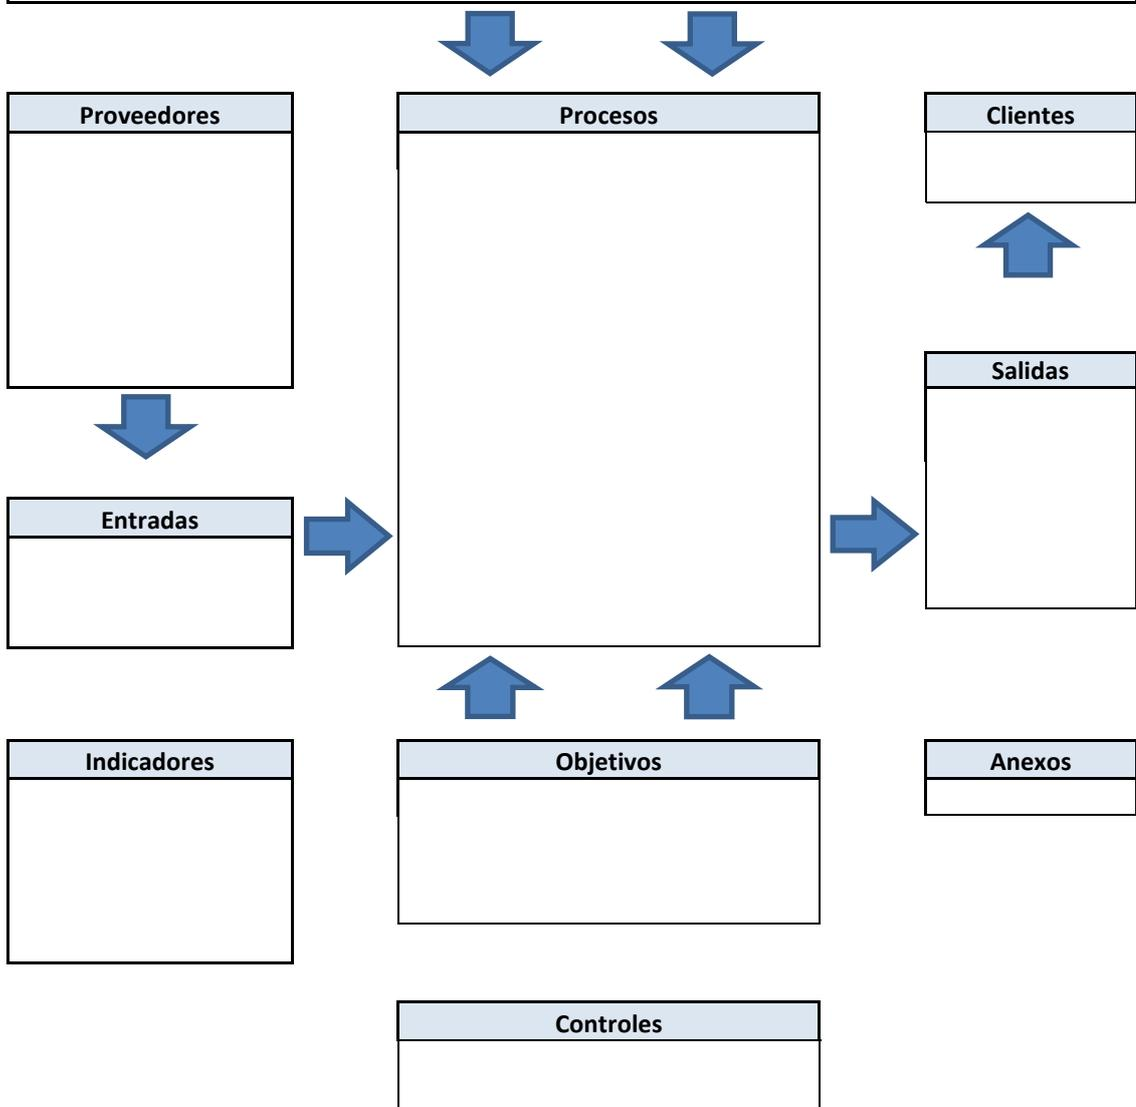 Proveedores
Procesos
Clientes
Salidas
Entradas
Indicadores
Objetivos
Anexos
Controles